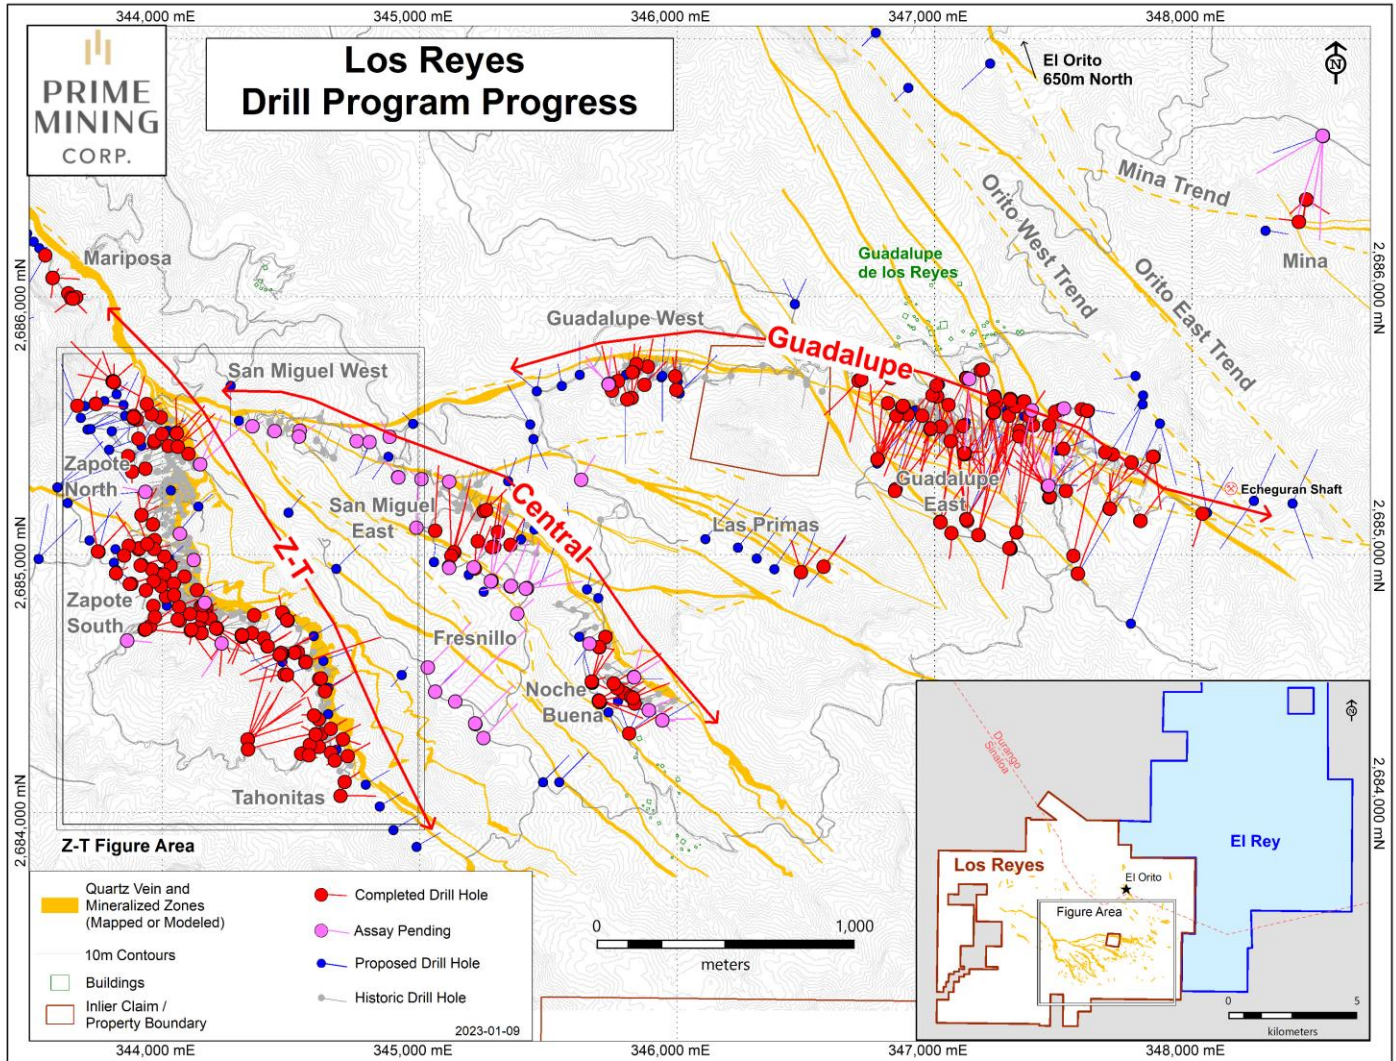 344,000 mE
345,000 mE
346,000 mE
347,000 mE
348,000 mE
PRIME
MINING
CORP.
Los Reyes
Drill Program Progress
El Orito
650m North
N
Mina Trend
Orito West Trend
Mina
Mariposa
Guadalupe
de los Reyes
Orito East Trend
2,686,000 mN
2,686,000 mN
Guadalupe West
Guadalupe
San Miguel West
Zapote
North
San Miguel
East
Central
Las Primas
Guadalupe
East
Echeguran Shaft
2,685,000 mN
2,685,000 mN
Z-T
Zapote
South
Fresnillo
Noche
Buena
Tahonitas
2,684,000 mN
2,684,000 mN
Z-T Figure Area
Quartz Vein and
Mineralized Zones
(Mapped or Modeled)
10m Contours
Buildings
Inlier Claim /
Property Boundary
Completed Drill Hole
Assay Pending
Proposed Drill Hole
Historic Drill Hole
2023-01-09
0
1,000
meters
N
Durango
Sinaloa
Los Reyes
El Rey
El Orito
Figure Area
0
5
kilometers
344,000 mE
345,000 mE
346,000 mE
347,000 mE
348,000 mE